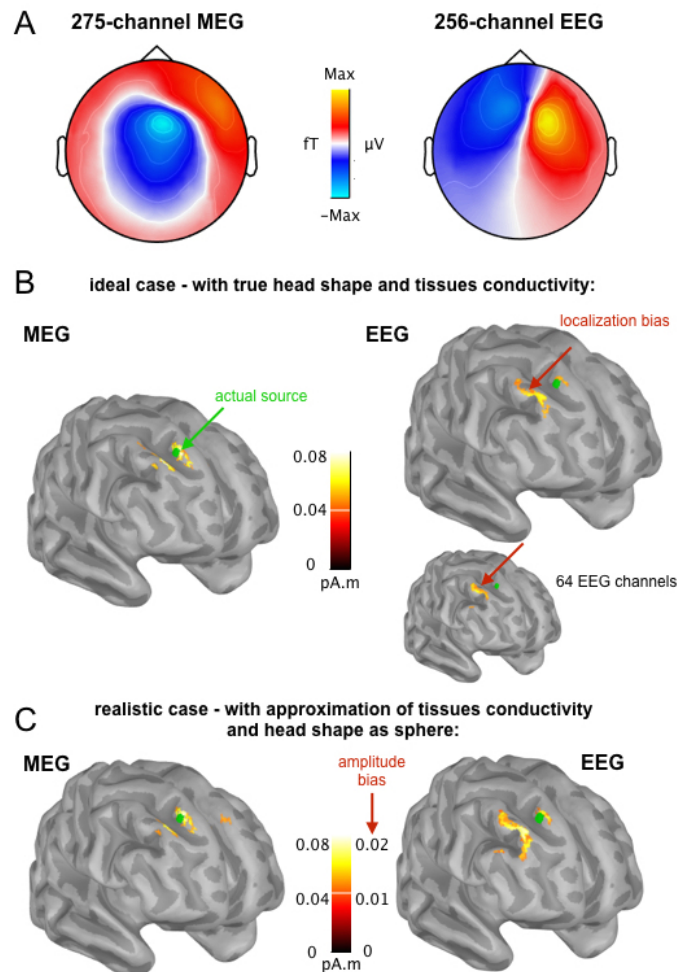 A
275-channel MEG
256-channel EEG
Max
fT
µV
–Max
B
ideal case - with true head shape and tissues conductivity:
MEG
EEG
localization bias
actual source
0.08
0.04
0
pA.m
64 EEG channels
C
realistic case - with approximation of tissues conductivity
and head shape as sphere:
MEG
amplitude
bias
EEG
0.08
0.02
0.04
0.01
0
0
pA.m